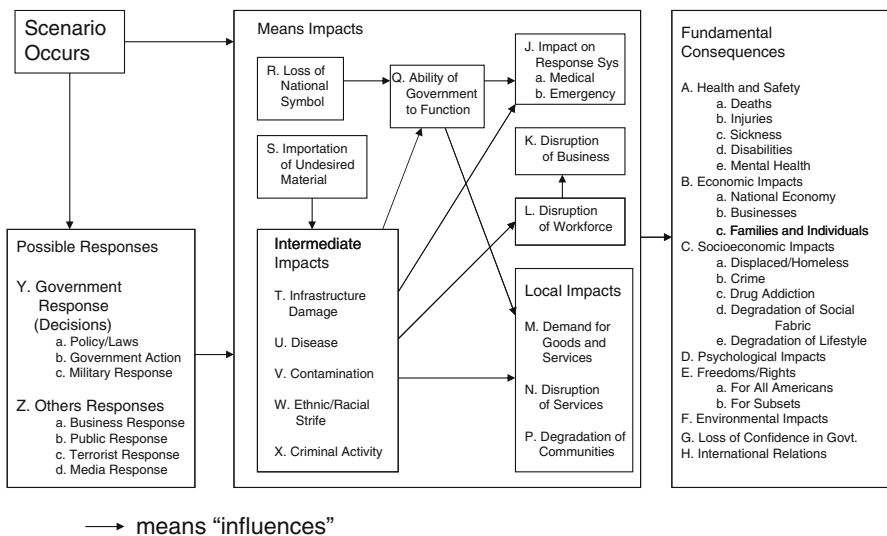 Scenario
Occurs
Means Impacts
R. Loss of
National
Symbol
Q. Ability of
Government
to Function
J. Impact on
Response Sys
a. Medical
b. Emergency
S. Importation
of Undesired
Material
K. Disruption
of Business
L. Disruption
of Workforce
Intermediate
Impacts
T. Infrastructure
Damage
U. Disease
V. Contamination
W. Ethnic/Racial
Strife
X. Criminal Activity
Local Impacts
M. Demand for
Goods and
Services
N. Disruption
of Services
P. Degradation of
Communities
Possible Responses
Y. Government
Response
(Decisions)
a. Policy/Laws
b. Government Action
c. Military Response
Z. Others Responses
a. Business Response
b. Public Response
c. Terrorist Response
d. Media Response
Fundamental
Consequences
A. Health and Safety
a. Deaths
b. Injuries
c. Sickness
d. Disabilities
e. Mental Health
B. Economic Impacts
a. National Economy
b. Businesses
c. Families and Individuals
C. Socioeconomic Impacts
a. Displaced/Homeless
b. Crime
c. Drug Addiction
d. Degradation of Social
Fabric
e. Degradation of Lifestyle
D. Psychological Impacts
E. Freedoms/Rights
a. For All Americans
b. For Subsets
F. Environmental Impacts
G. Loss of Confidence in Govt.
H. International Relations
means “influences”